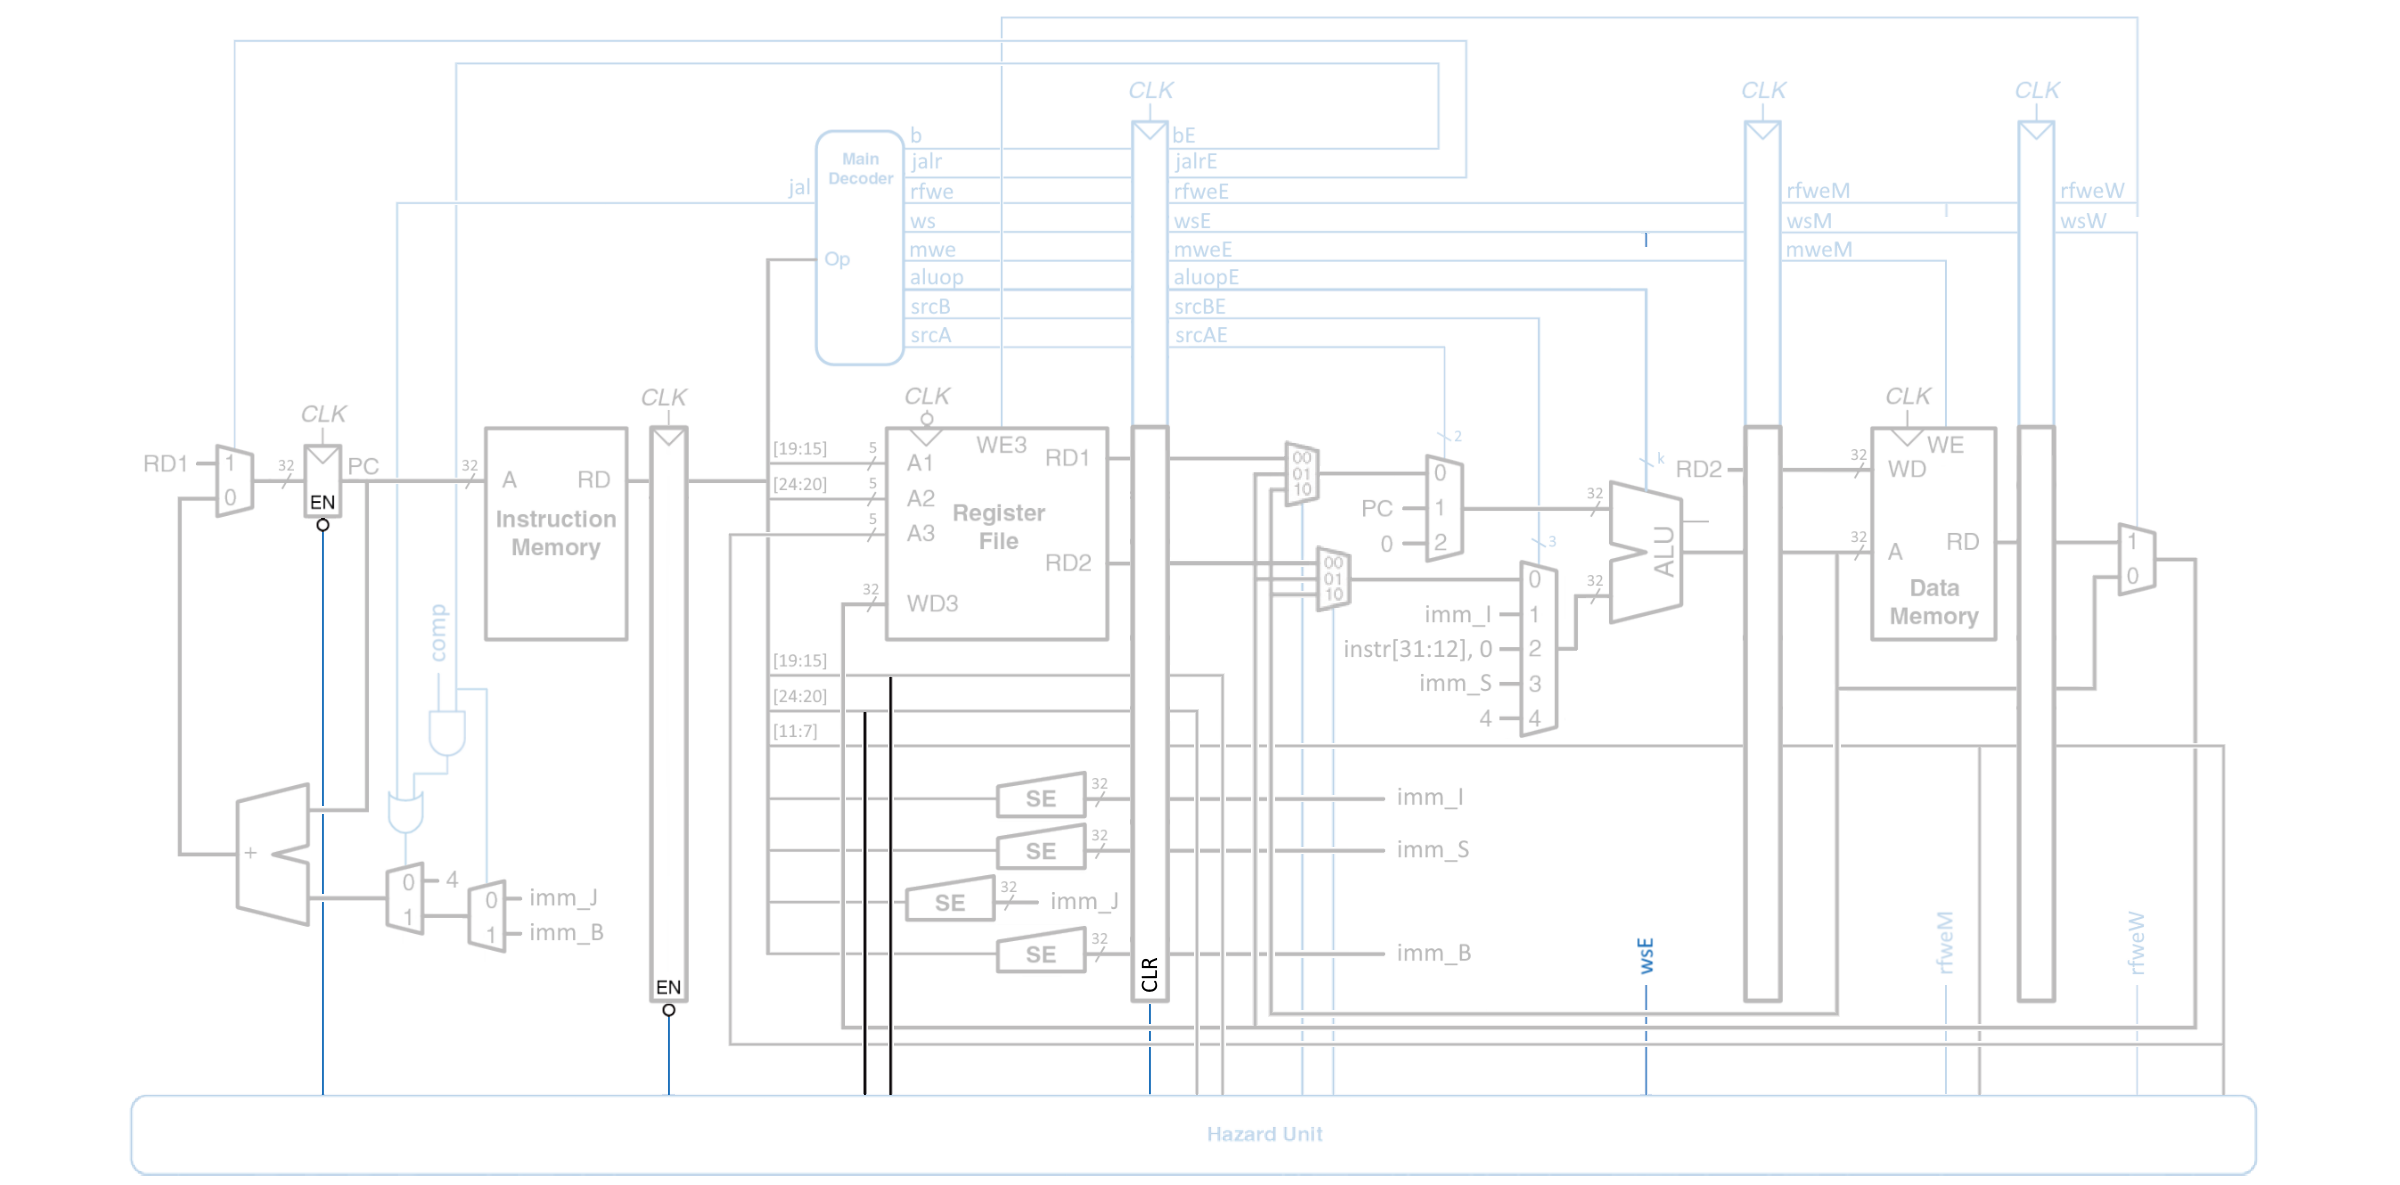 CLK
CLK
CLK
b
bE
Main
Decoder
jalr
jalrE
jal
rfwe
rfweE
rfweM
rfweW
ws
wsE
wsM
wsW
mwe
mweE
mweM
Op
aluop
aluopE
srcB
srcBE
srcA
srcAE
CLK
CLK
CLK
CLK
2
k
RD1
1
0
32
EN
PC
32
A
RD
Instruction
Memory
[19:15]
5
A1
WE3
RD1
[24:20]
5
A2
5
A3
Register
File
RD2
32
WD3
00
01
10
0
PC
1
0
2
3
00
01
10
0
imm_I
1
instr[31:12], 0
2
imm_S
3
4
4
32
32
ALU
RD2
32
WD
WE
32
A
RD
Data
Memory
1
0
comp
[19:15]
[24:20]
[11:7]
SE
32
imm_I
SE
32
imm_S
SE
32
imm_J
SE
32
imm_B
+
0
4
1
0
imm_J
1
imm_B
EN
CLR
wsE
rfweM
rfweW
Hazard Unit